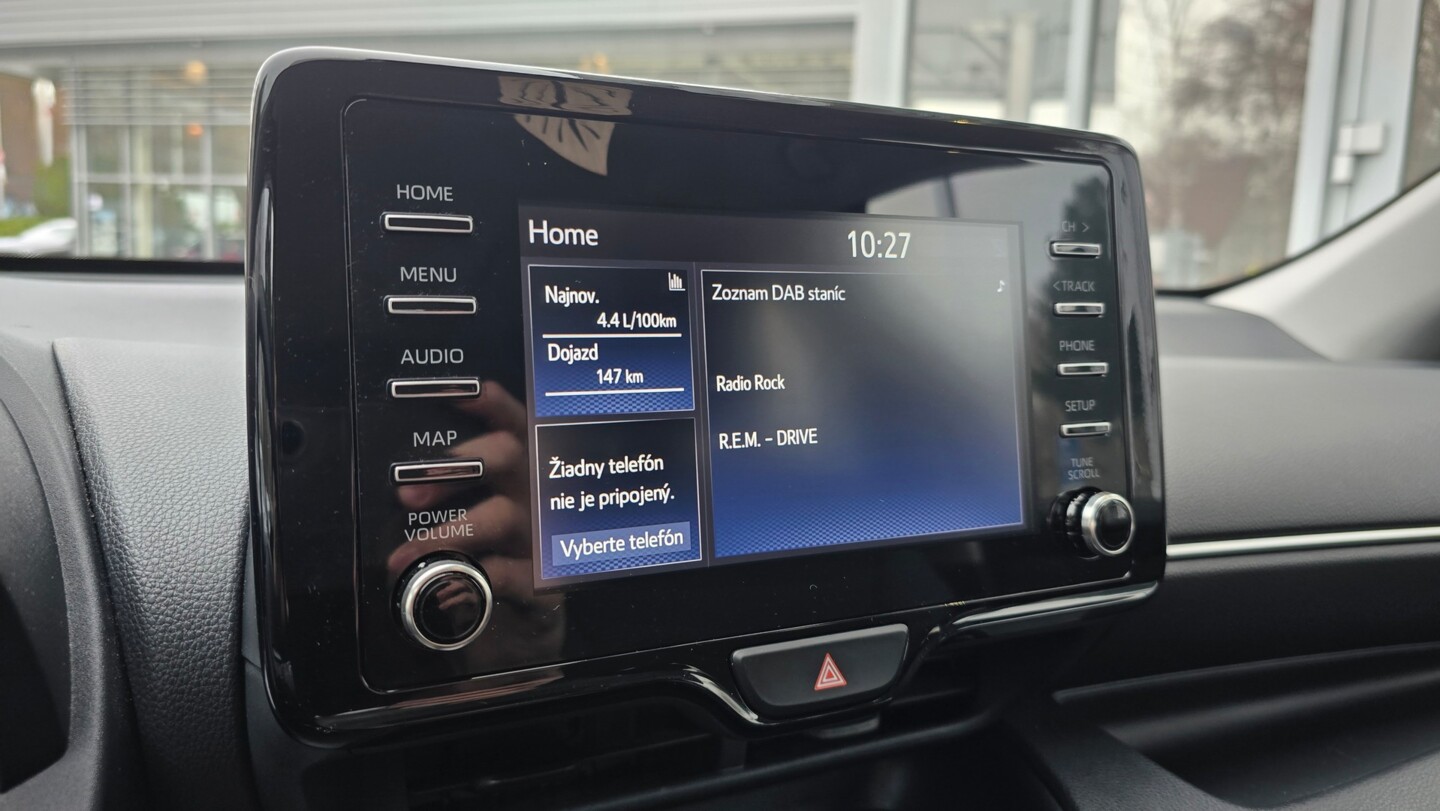 HOME
MENU
AUDIO
MAP
POWER
VOLUME
Home
10:27
Najnov.
4.4 L/100km
Dojazd
147 km
Žiadny telefón
nie je pripojený.
Vyberte telefón
Zoznam DAB staníc
Radio Rock
R.E.M. - DRIVE
CH >
<TRACK
PHONE
SETUP
TUNE
SCROLL